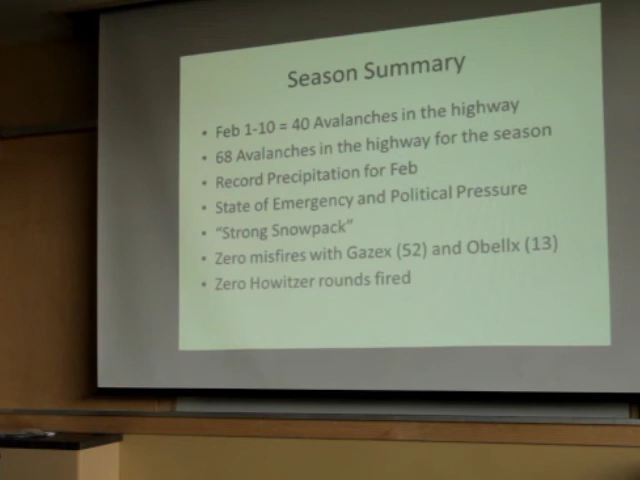 Season Summary
• Feb 1-10 = 40 Avalanches in the highway
• 68 Avalanches in the highway for the season
• Record Precipitation for Feb
• State of Emergency and Political Pressure
• “Strong Snowpack”
• Zero misfires with Gazex (52) and Obellx (13)
• Zero Howitzer rounds fired